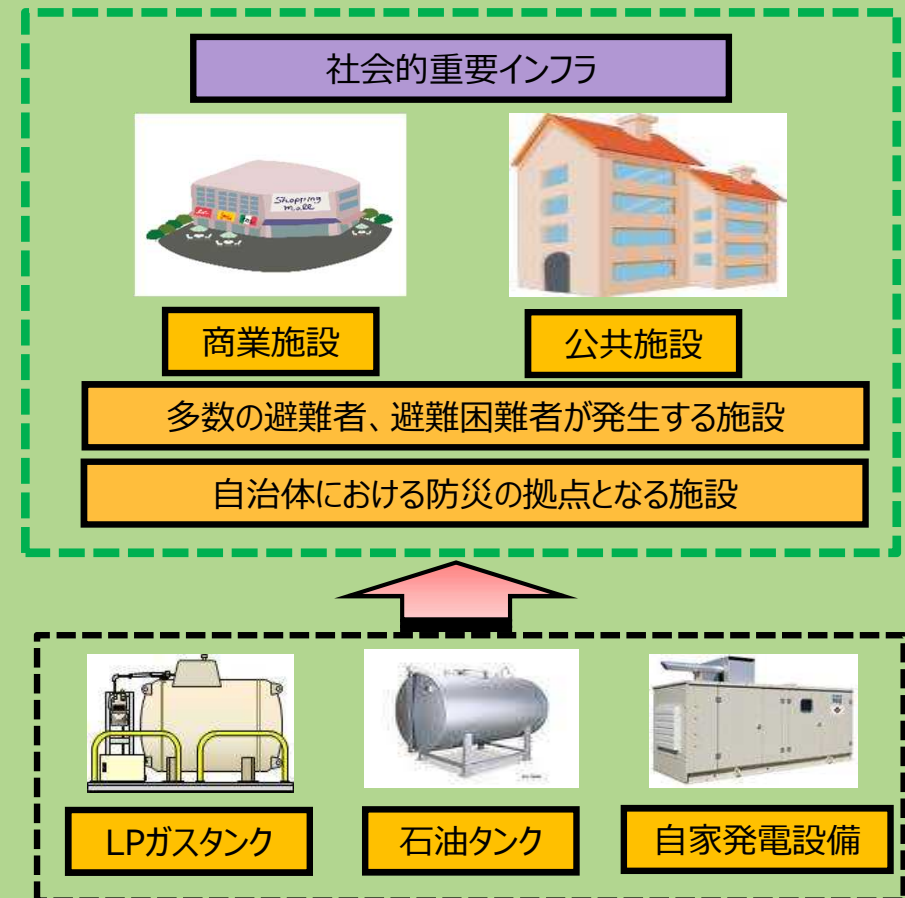 社会的重要インフラ
Shopping
mall
商業施設
公共施設
多数の避難者、避難困難者が発生する施設
自治体における防災の拠点となる施設
LPガスタンク
石油タンク
自家発電設備